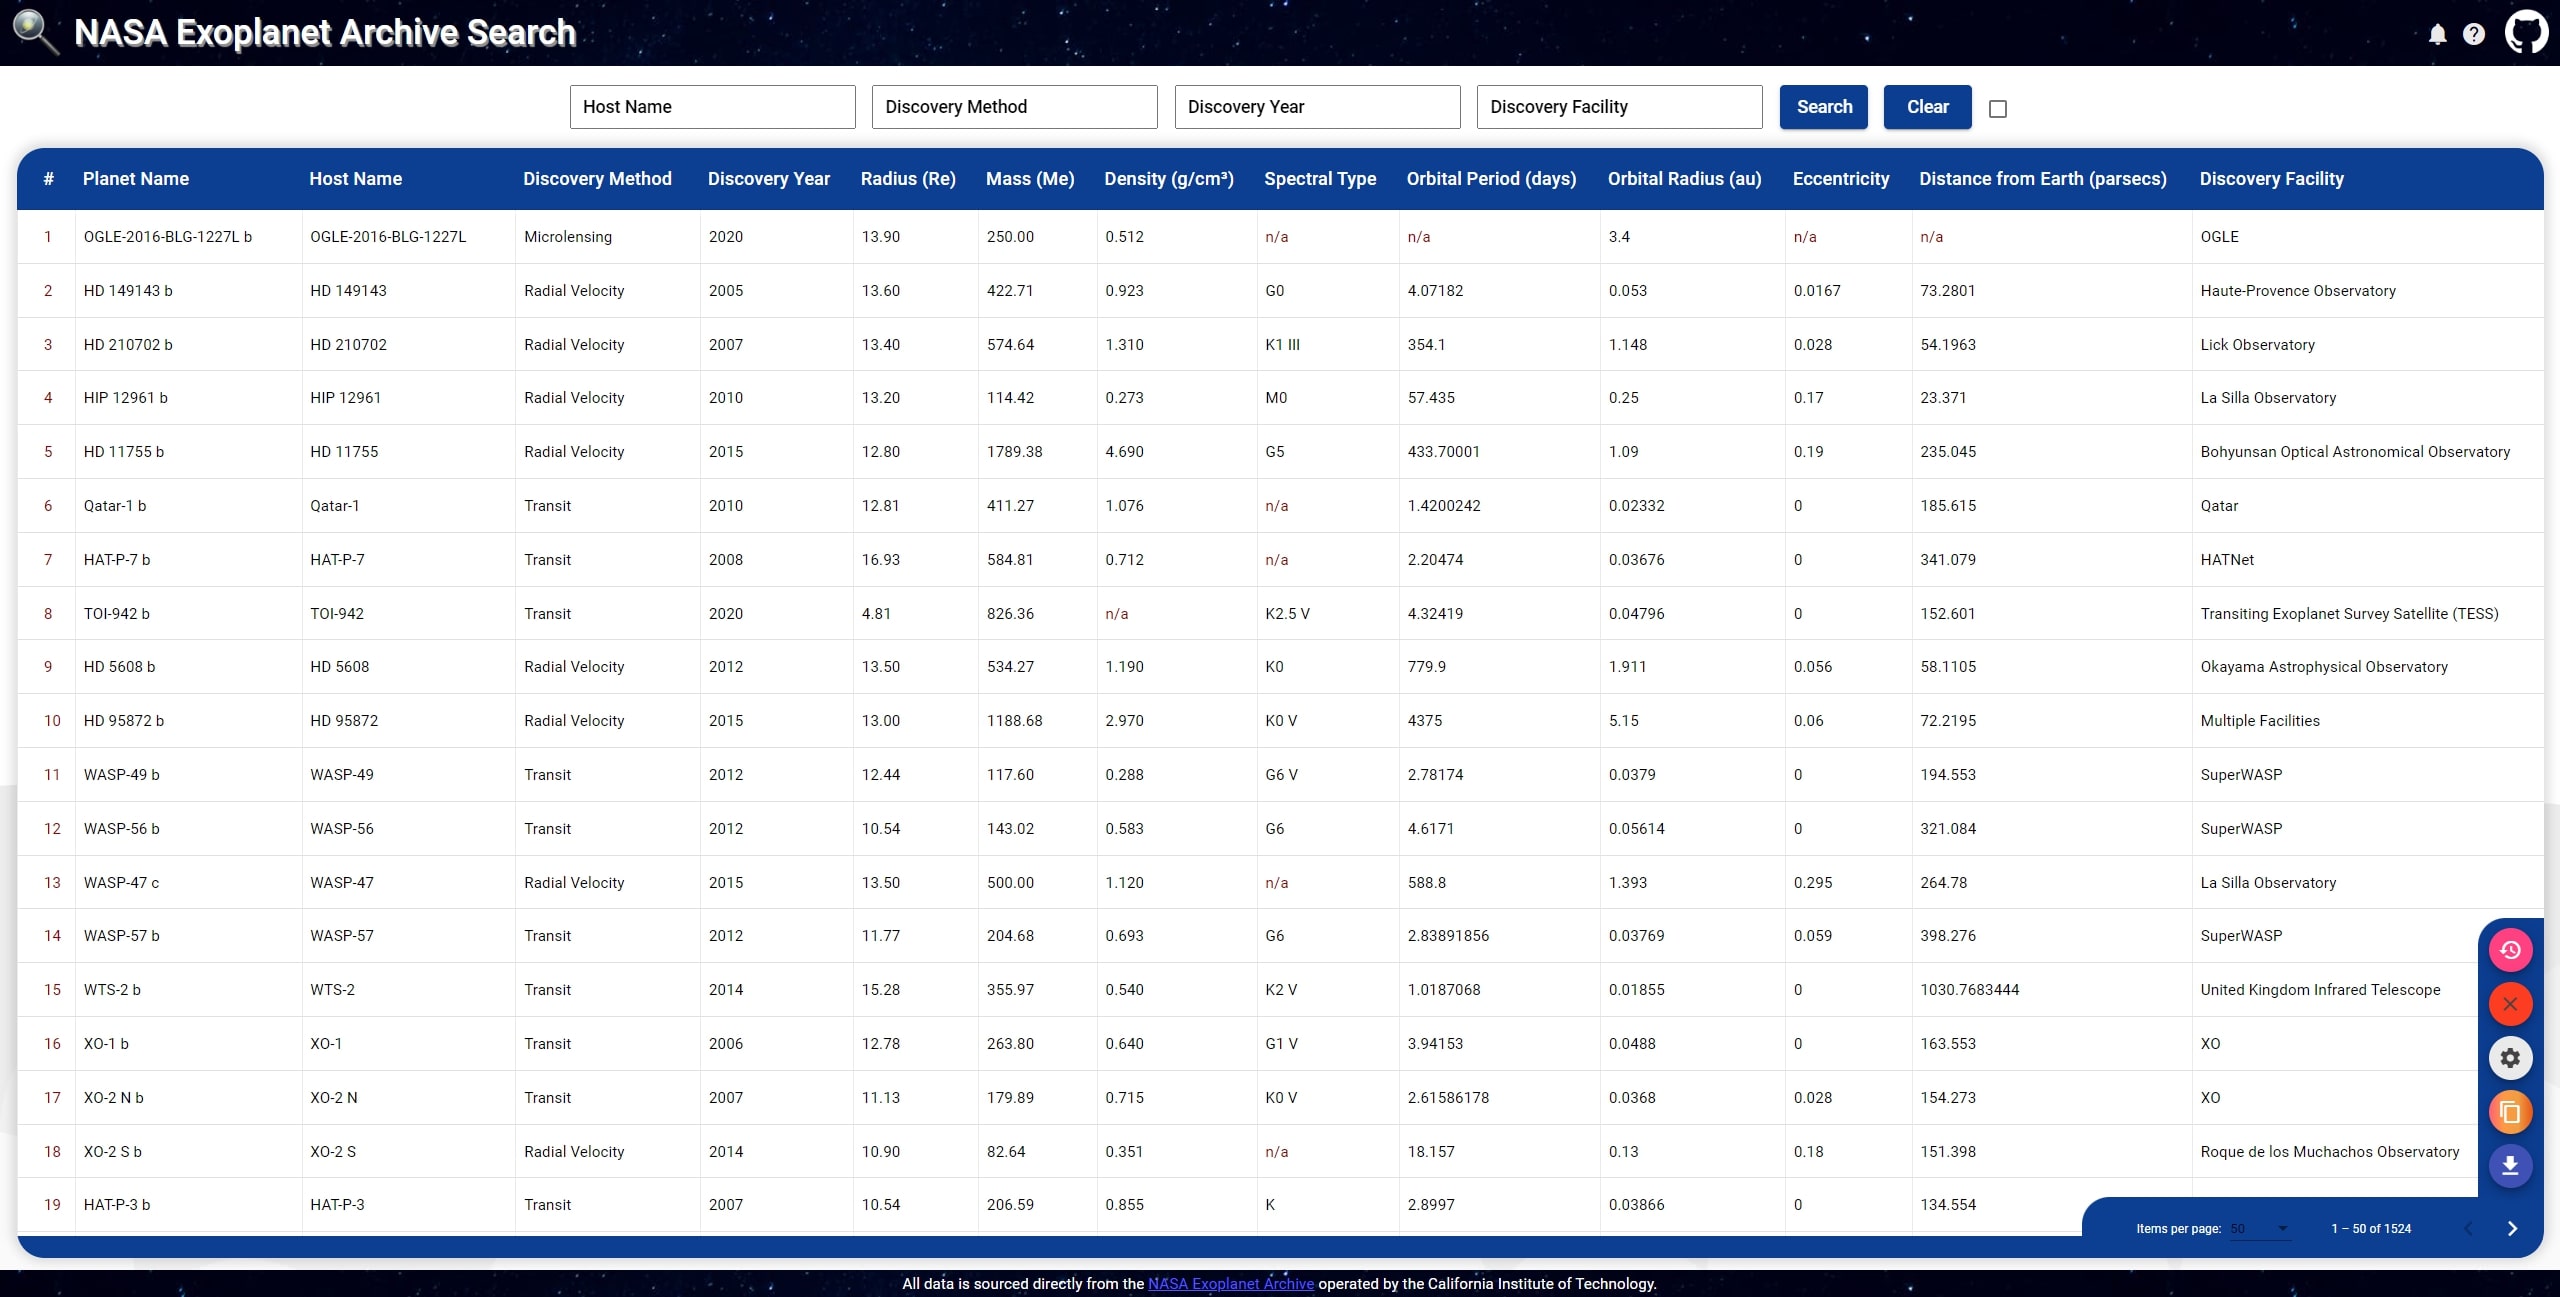 NASA Exoplanet Archive Search
Host Name Discovery Method Discovery Year Discovery Facility Search Clear
# Planet Name Host Name Discovery Method Discovery Year Radius (Re) Mass (Me) Density (g/cm³) Spectral Type Orbital Period (days) Orbital Radius (au) Eccentricity Distance from Earth (parsecs) Discovery Facility
1 OGLE-2016-BLG-1227L b OGLE-2016-BLG-1227L Microlensing 2020 13.90 250.00 0.512 n/a n/a 3.4 n/a n/a OGLE
2 HD 149143 b HD 149143 Radial Velocity 2005 13.60 422.71 0.923 G0 4.07182 0.053 0.0167 73.2801 Haute-Provence Observatory
3 HD 210702 b HD 210702 Radial Velocity 2007 13.40 574.64 1.310 K1 III 354.1 1.148 0.028 54.1963 Lick Observatory
4 HIP 12961 b HIP 12961 Radial Velocity 2010 13.20 114.42 0.273 M0 57.435 0.25 0.17 23.371 La Silla Observatory
5 HD 11755 b HD 11755 Radial Velocity 2015 12.80 1789.38 4.690 G5 433.70001 1.09 0.19 235.045 Bohyunsan Optical Astronomical Observatory
6 Qatar-1 b Qatar-1 Transit 2010 12.81 411.27 1.076 n/a 1.4200242 0.02332 0 185.615 Qatar
7 HAT-P-7 b HAT-P-7 Transit 2008 16.93 584.81 0.712 n/a 2.20474 0.03676 0 341.079 HATNet
8 TOI-942 b TOI-942 Transit 2020 4.81 826.36 n/a K2.5 V 4.32419 0.04796 0 152.601 Transiting Exoplanet Survey Satellite (TESS)
9 HD 5608 b HD 5608 Radial Velocity 2012 13.50 534.27 1.190 K0 779.9 1.911 0.056 58.1105 Okayama Astrophysical Observatory
10 HD 95872 b HD 95872 Radial Velocity 2015 13.00 1188.68 2.970 K0 V 4375 5.15 0.06 72.2195 Multiple Facilities
11 WASP-49 b WASP-49 Transit 2012 12.44 117.60 0.288 G6 V 2.78174 0.0379 0 194.553 SuperWASP
12 WASP-56 b WASP-56 Transit 2012 10.54 143.02 0.583 G6 4.6171 0.05614 0 321.084 SuperWASP
13 WASP-47 c WASP-47 Radial Velocity 2015 13.50 500.00 1.120 n/a 588.8 1.393 0.295 264.78 La Silla Observatory
14 WASP-57 b WASP-57 Transit 2012 11.77 204.68 0.693 G6 2.83891856 0.03769 0.059 398.276 SuperWASP
15 WTS-2 b WTS-2 Transit 2014 15.28 355.97 0.540 K2 V 1.0187068 0.01855 0 1030.7683444 United Kingdom Infrared Telescope
16 XO-1 b XO-1 Transit 2006 12.78 263.80 0.640 G1 V 3.94153 0.0488 0 163.553 XO
17 XO-2 N b XO-2 N Transit 2007 11.13 179.89 0.715 K0 V 2.61586178 0.0368 0.028 154.273 XO
18 XO-2 S b XO-2 S Radial Velocity 2014 10.90 82.64 0.351 n/a 18.157 0.13 0.18 151.398 Roque de los Muchachos Observatory
19 HAT-P-3 b HAT-P-3 Transit 2007 10.54 206.59 0.855 K 2.8997 0.03866 0 134.554
Items per page: 50 1 – 50 of 1524
All data is sourced directly from the NASA Exoplanet Archive operated by the California Institute of Technology.